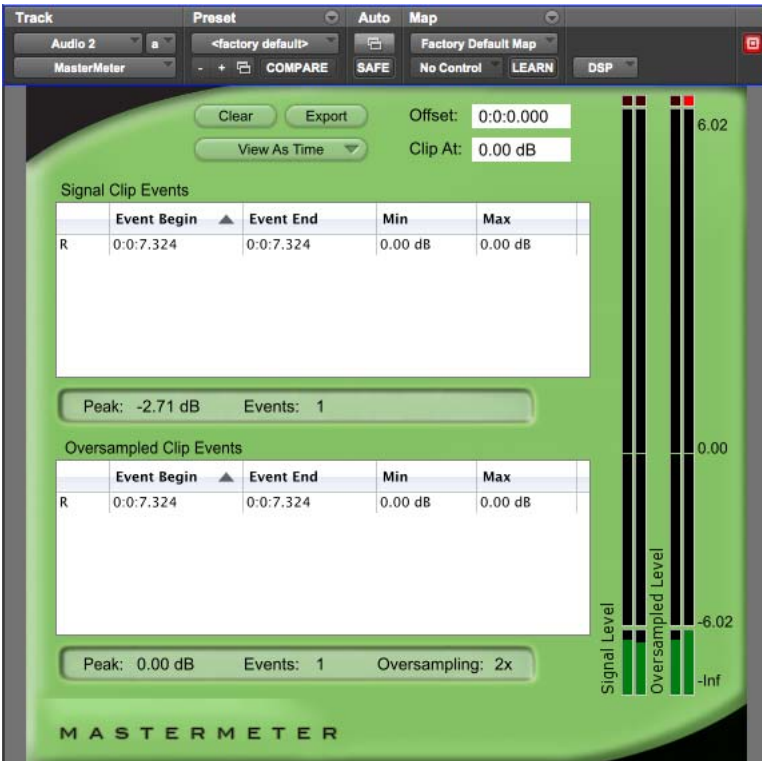 Track Preset Auto Map
Audio 2 a <factory default> Factory Default Map
MasterMeter - + COMPARE SAFE No Control LEARN DSP
Clear Export Offset: 0:0:0.000
View As Time Clip At: 0.00 dB
6.02
Signal Clip Events
Event Begin Event End Min Max
R 0:0:7.324 0:0:7.324 0.00 dB 0.00 dB
Peak: -2.71 dB Events: 1
Oversampled Clip Events
0.00
Event Begin Event End Min Max
R 0:0:7.324 0:0:7.324 0.00 dB 0.00 dB
Signal Level
Oversampled Level
-6.02
Peak: 0.00 dB Events: 1 Oversampling: 2x
-Inf
MASTERMETER